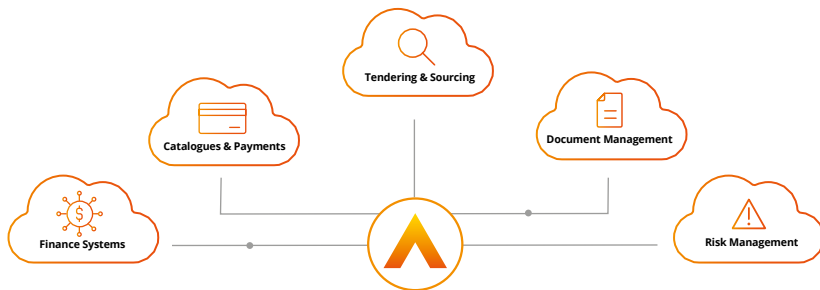 Tendering & Sourcing
Catalogues & Payments
Document Management
$
Finance Systems
Risk Management